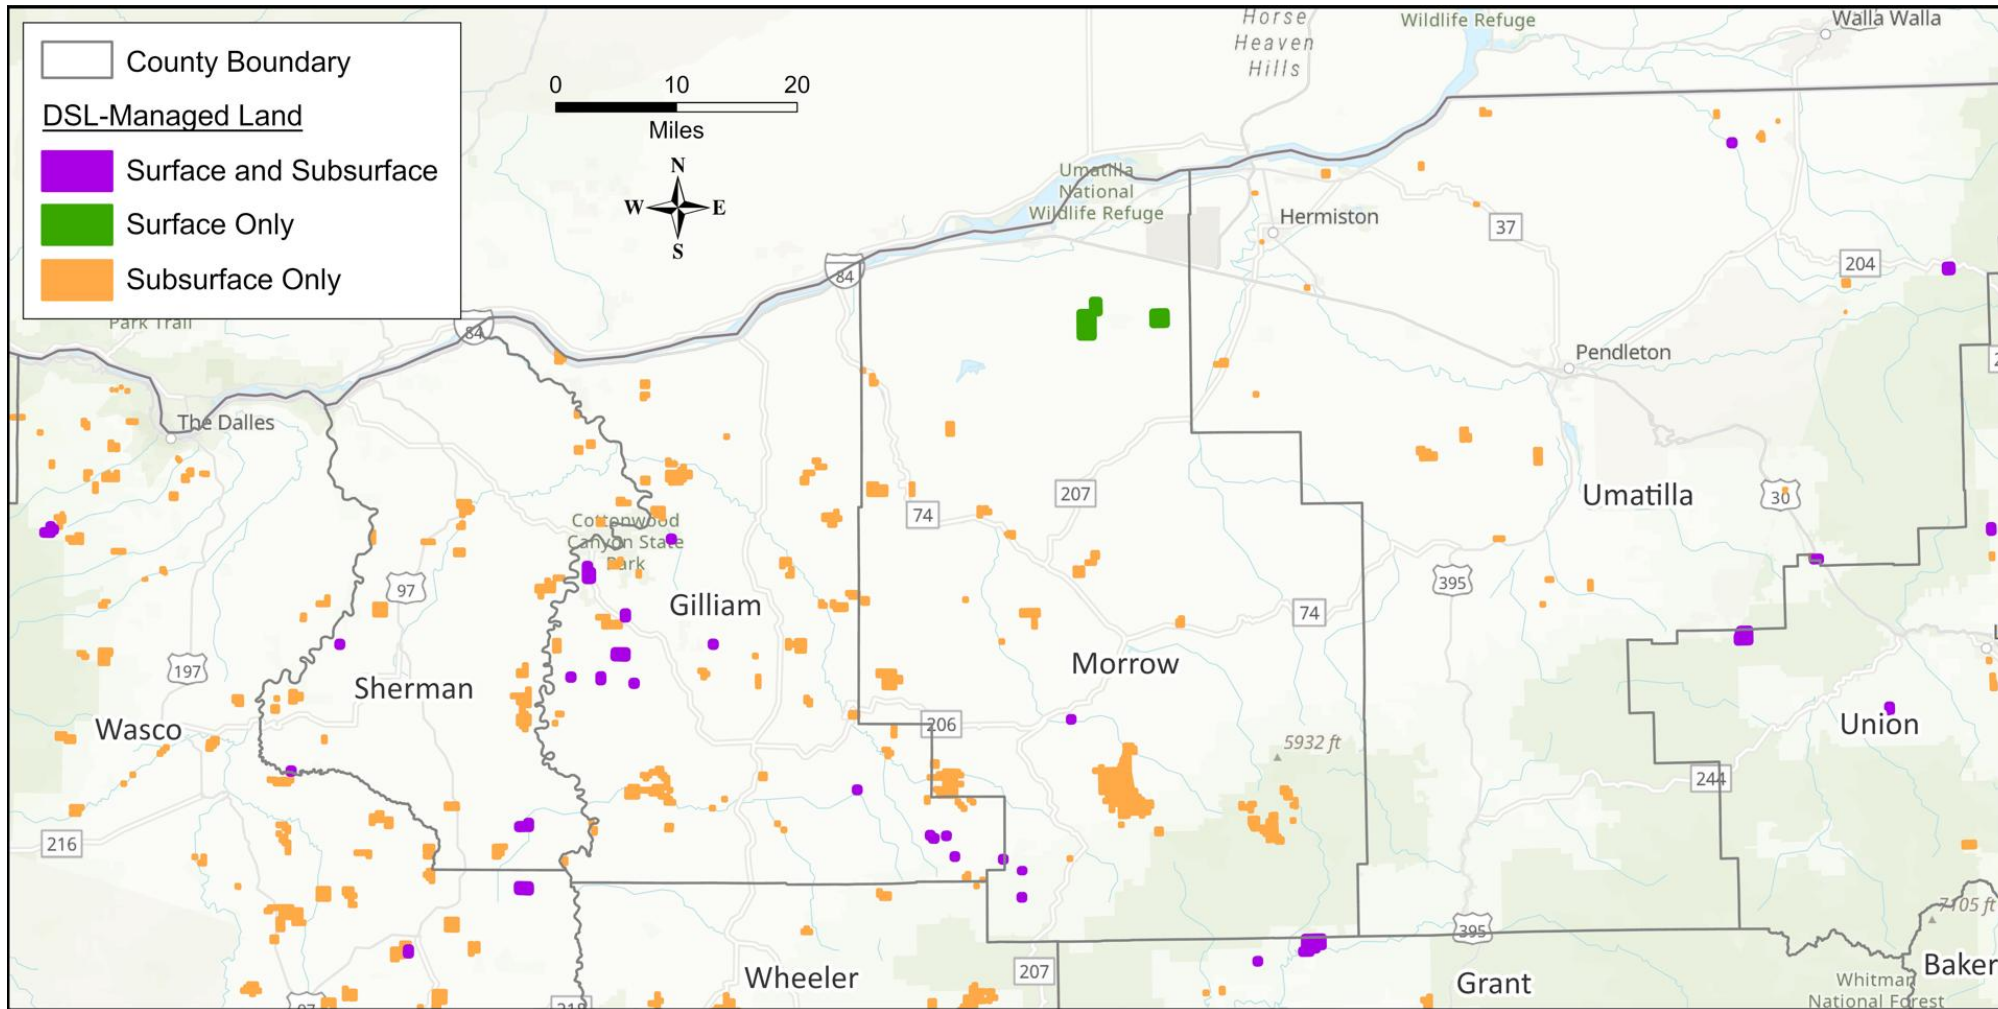 County Boundary
DSL-Managed Land
Surface and Subsurface
Surface Only
Subsurface Only
0 10 20
Miles
N
W E
S
Horse
Heaven
Hills
Wildlife Refuge
Walla Walla
Umatilla
National
Wildlife Refuge
Hermiston
37
204
84
Park Trail
84
Pendleton
The Dalles
207
74
Umatilla
30
Cottonwood
Canyon State
Park
97
Gilliam
395
74
197
Sherman
Morrow
Wasco
206
5932 ft
Union
244
216
7105 ft
395
Wheeler
207
Grant
Baker
Whitman
National Forest